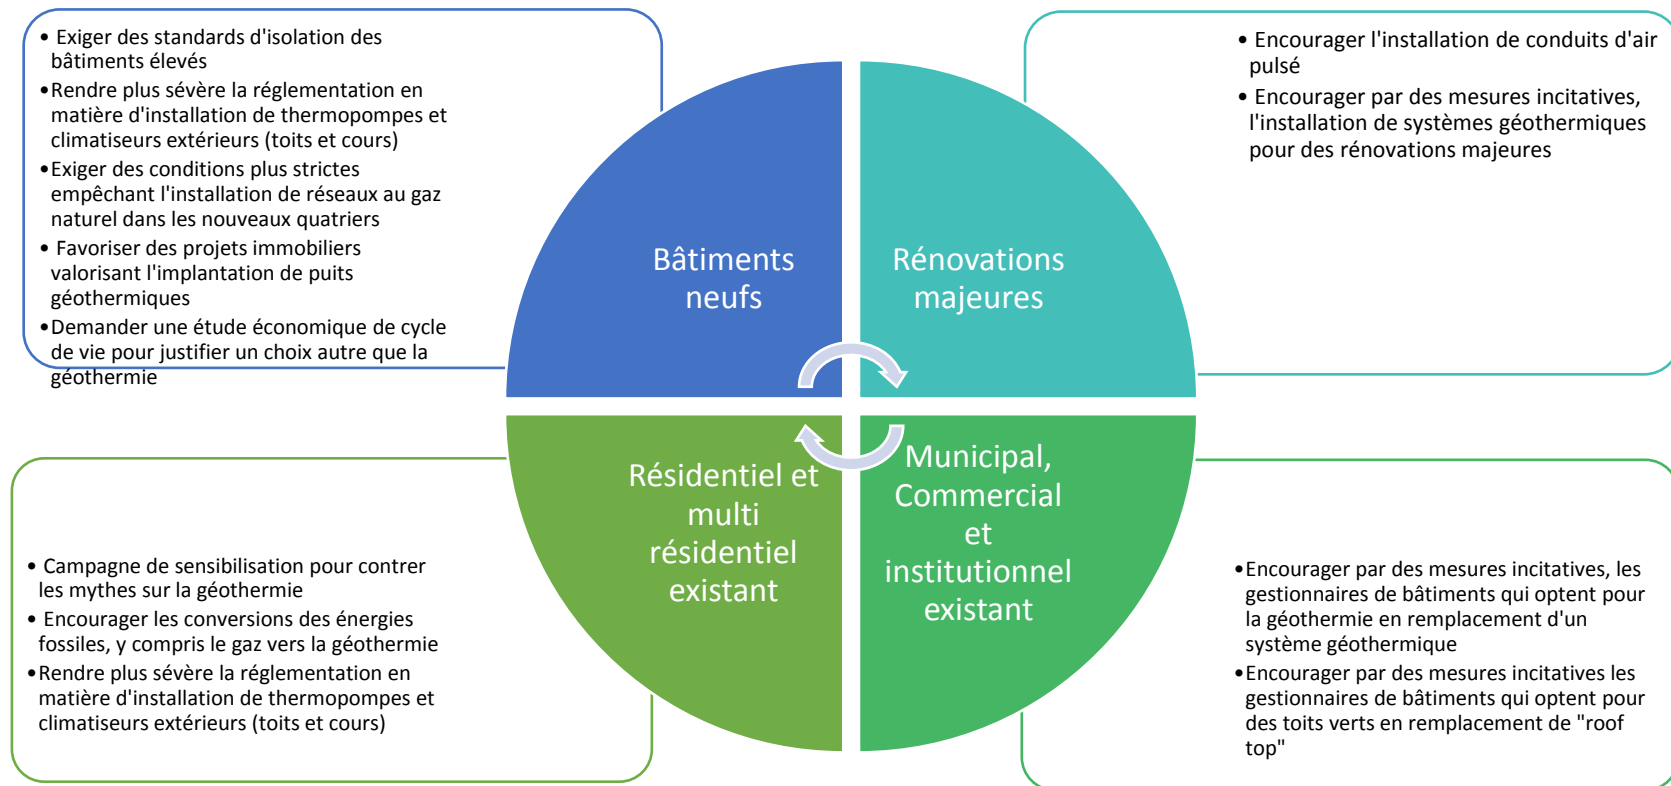 • Exiger des standards d'isolation des
bâtiments élevés
•Rendre plus sévère la réglementation en
matière d'installation de thermopompes et
climatiseurs extérieurs (toits et cours)
•Exiger des conditions plus strictes
empêchant l'installation de réseaux au gaz
naturel dans les nouveaux quatriers
• Favoriser des projets immobiliers
valorisant l'implantation de puits
géothermiques
•Demander une étude économique de cycle
de vie pour justifier un choix autre que la
géothermie
Bâtiments
neufs
Rénovations
majeures
• Encourager l'installation de conduits d'air
pulsé
• Encourager par des mesures incitatives,
l'installation de systèmes géothermiques
pour des rénovations majeures
• Campagne de sensibilisation pour contrer
les mythes sur la géothermie
• Encourager les conversions des énergies
fossiles, y compris le gaz vers la géothermie
•Rendre plus sévère la réglementation en
matière d'installation de thermopompes et
climatiseurs extérieurs (toits et cours)
Résidentiel et
multi
résidentiel
existant
Municipal,
Commercial
et
institutionnel
existant
•Encourager par des mesures incitatives, les
gestionnaires de bâtiments qui optent pour
la géothermie en remplacement d'un
système géothermique
•Encourager par des mesures incitatives les
gestionnaires de bâtiments qui optent pour
des toits verts en remplacement de "roof
top"